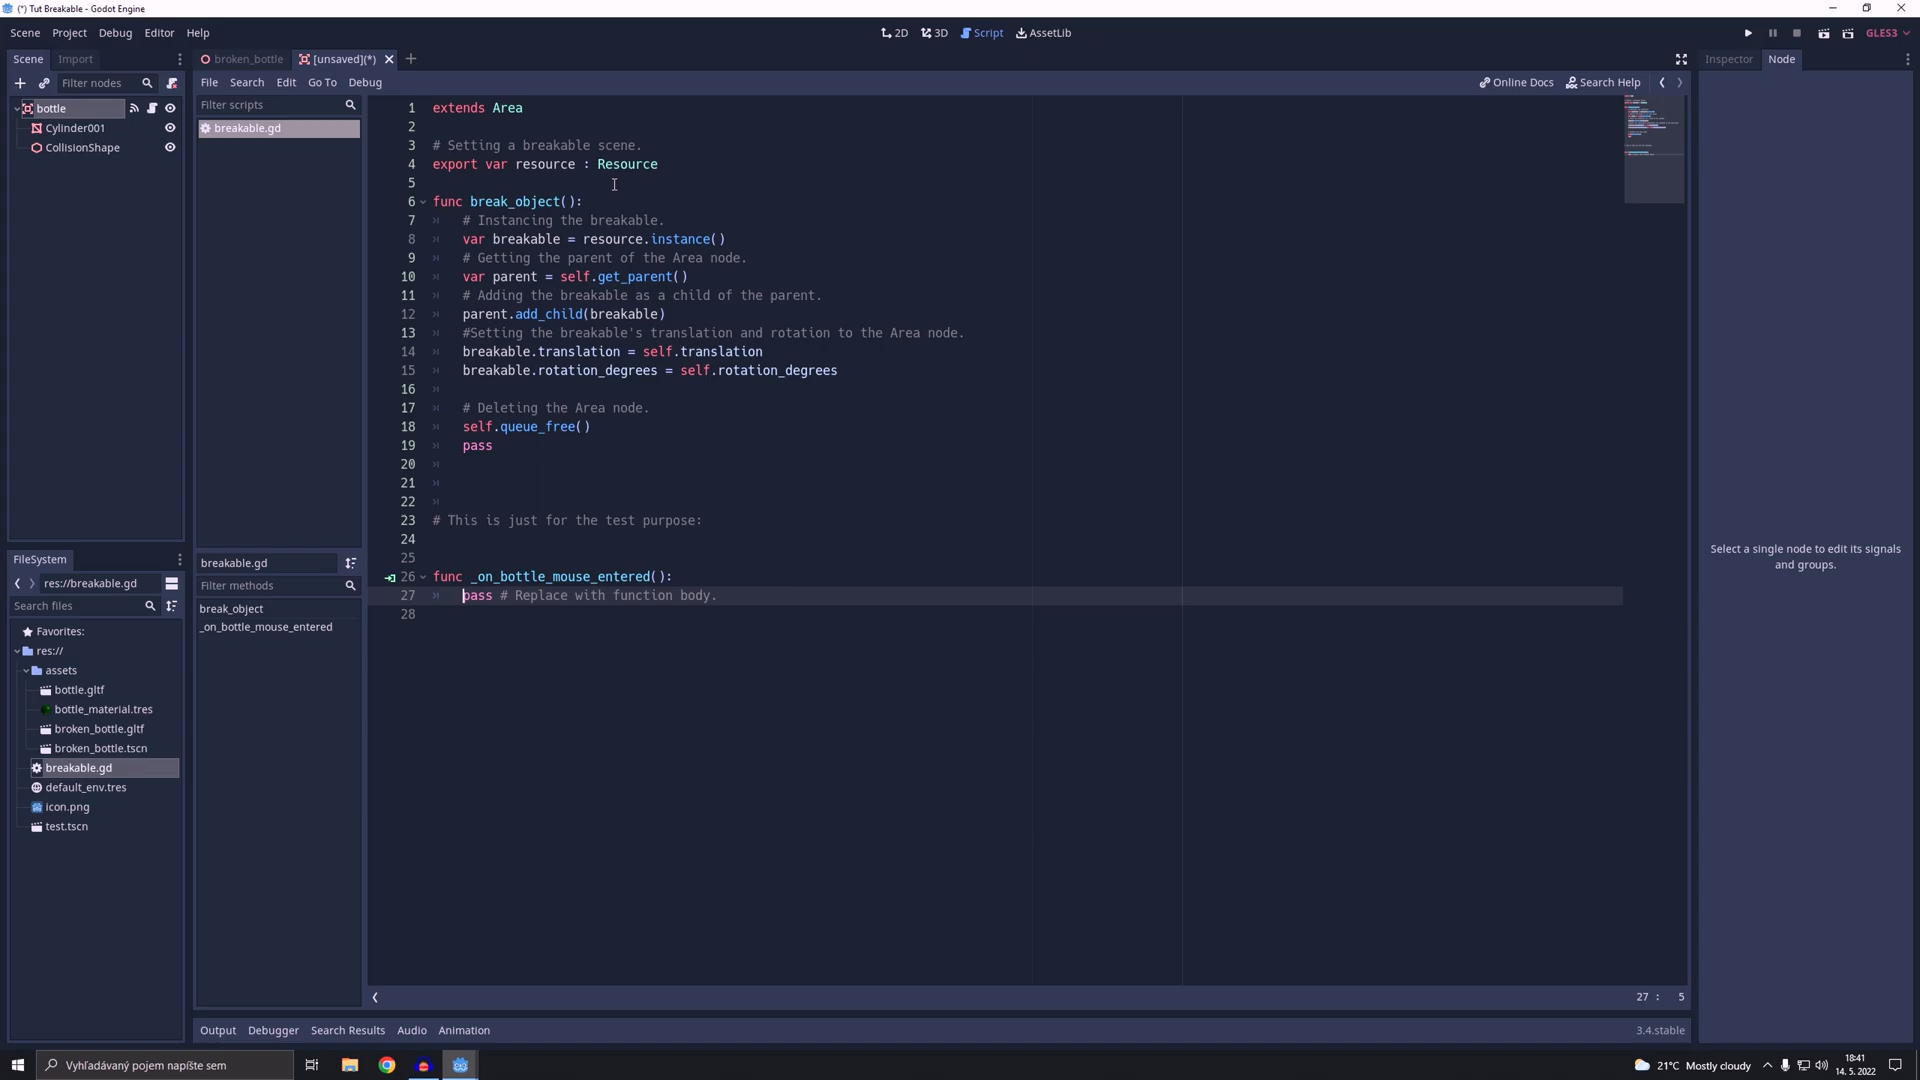 (*) Tut Breakable - Godot Engine
Scene Project Debug Editor Help
2D 3D Script AssetLib
GLES3
Scene Import
Filter nodes
bottle
Cylinder001
CollisionShape
broken_bottle [unsaved](*)
File Search Edit Go To Debug
Online Docs Search Help
Filter scripts
breakable.gd
1 extends Area
2
3 # Setting a breakable scene.
4 export var resource : Resource
5
6 func break_object():
7 # Instancing the breakable.
8 var breakable = resource.instance()
9 # Getting the parent of the Area node.
10 var parent = self.get_parent()
11 # Adding the breakable as a child of the parent.
12 parent.add_child(breakable)
13 #Setting the breakable's translation and rotation to the Area node.
14 breakable.translation = self.translation
15 breakable.rotation_degrees = self.rotation_degrees
16
17 # Deleting the Area node.
18 self.queue_free()
19 pass
20
21
22
23 # This is just for the test purpose:
24
25
26 func _on_bottle_mouse_entered():
27 pass # Replace with function body.
28
breakable.gd
Filter methods
break_object
_on_bottle_mouse_entered
27 : 5
Output Debugger Search Results Audio Animation
3.4.stable
Inspector Node
Select a single node to edit its signals
and groups.
FileSystem
res://breakable.gd
Search files
Favorites:
res://
assets
bottle.gltf
bottle_material.tres
broken_bottle.gltf
broken_bottle.tscn
breakable.gd
default_env.tres
icon.png
test.tscn
Vyhľadávaný pojem napíšte sem
21°C Mostly cloudy
18:41
14. 5. 2022